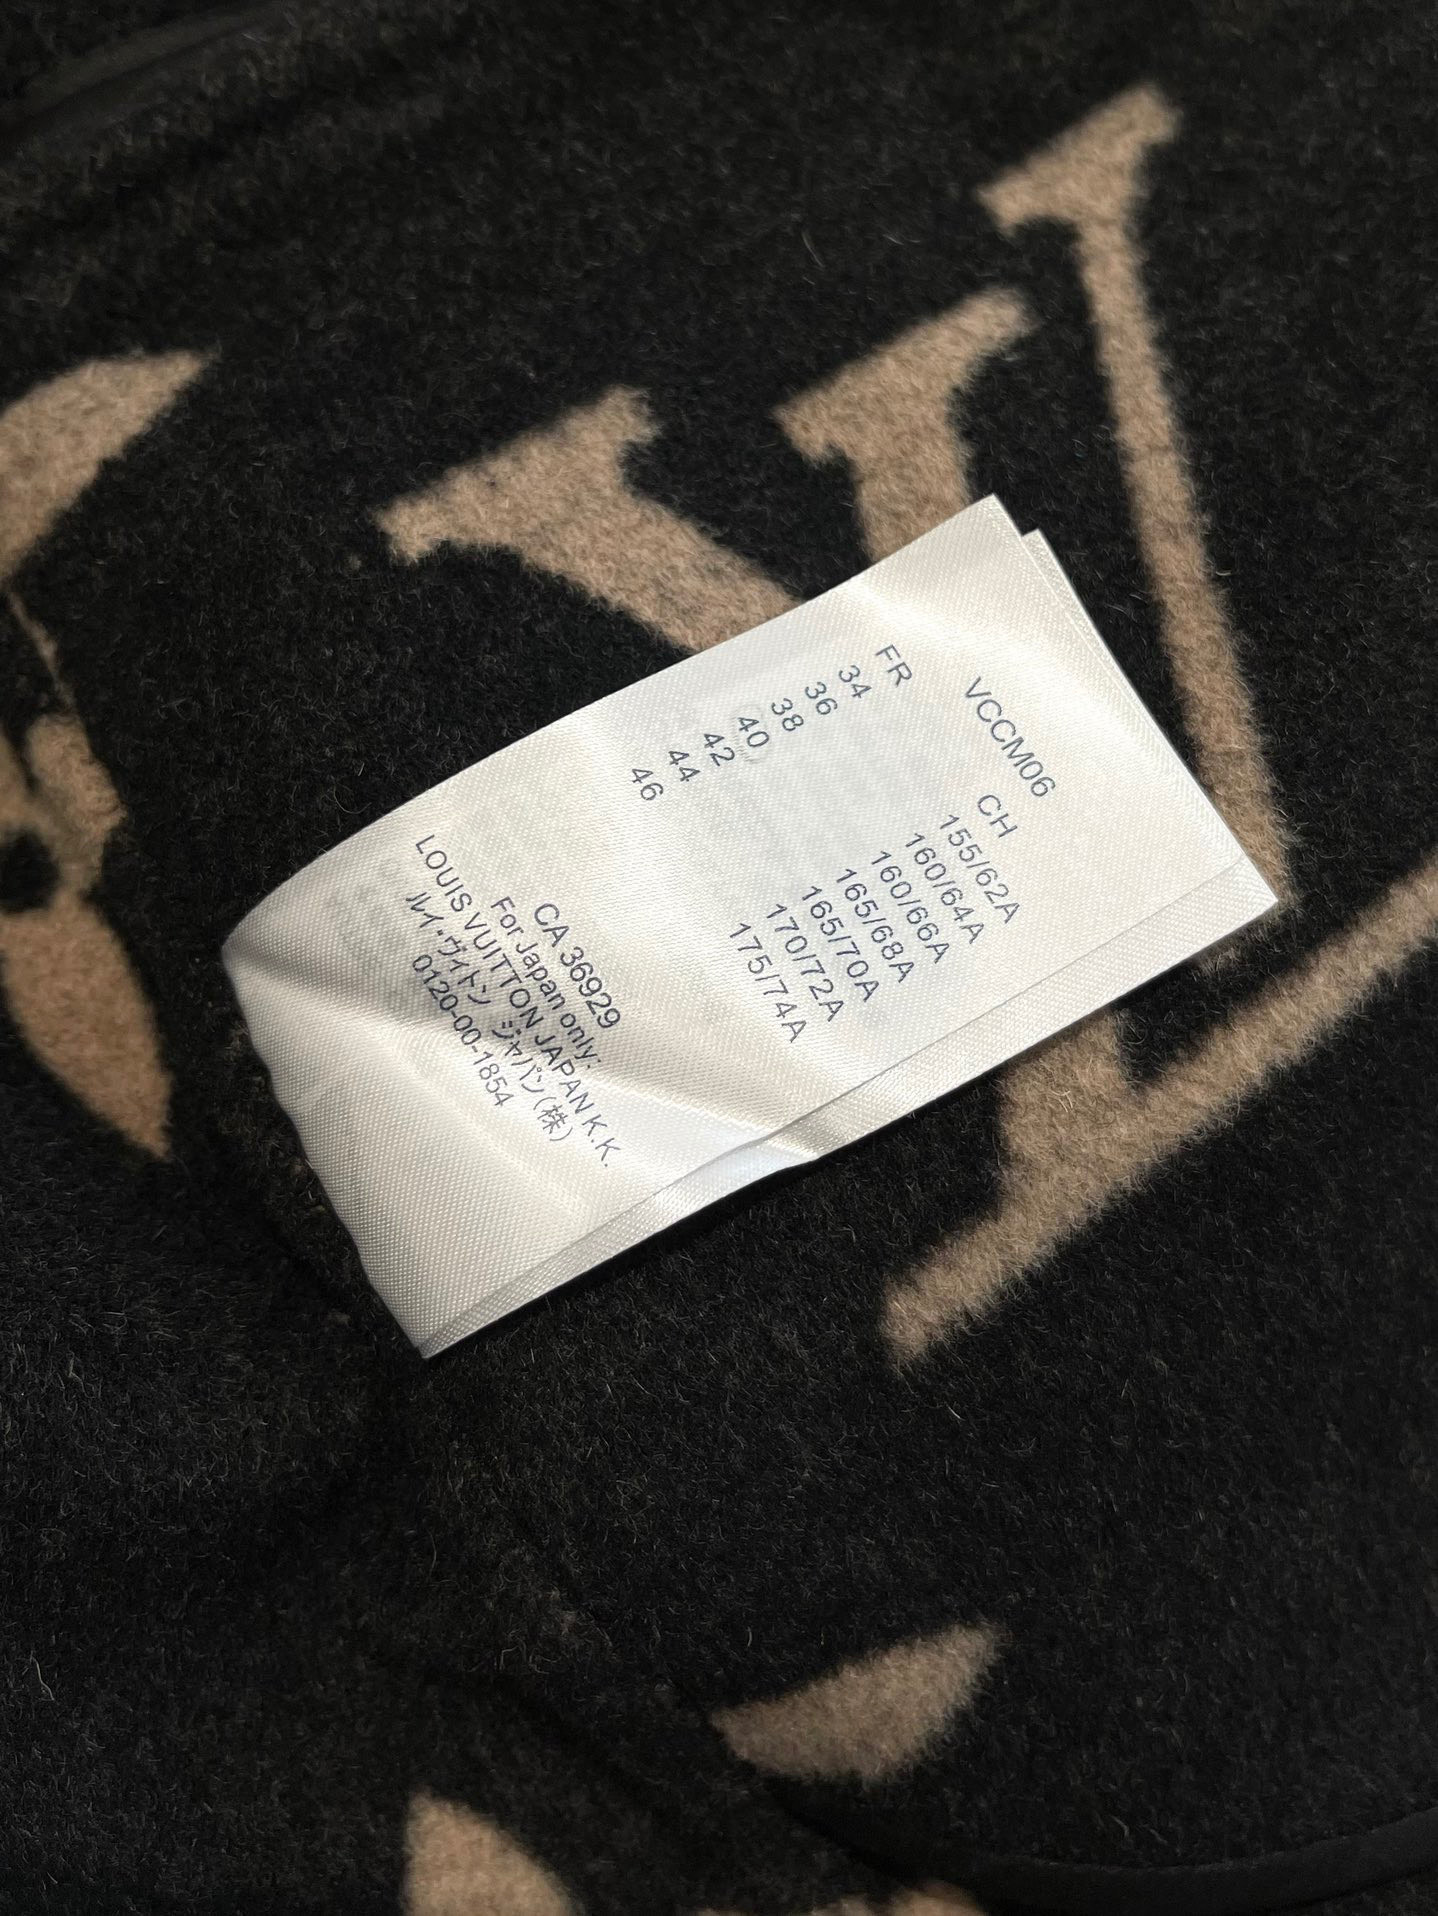 VCCM06
FR CH
34 155/62A
36 160/64A
38 160/66A
40 165/68A
42 165/70A
44 170/72A
46 175/74A
CA 36929
For Japan only:
LOUIS VUITTON JAPAN K.K.
ルイ・ヴィトン ジャパン(株)
0120-00-1854